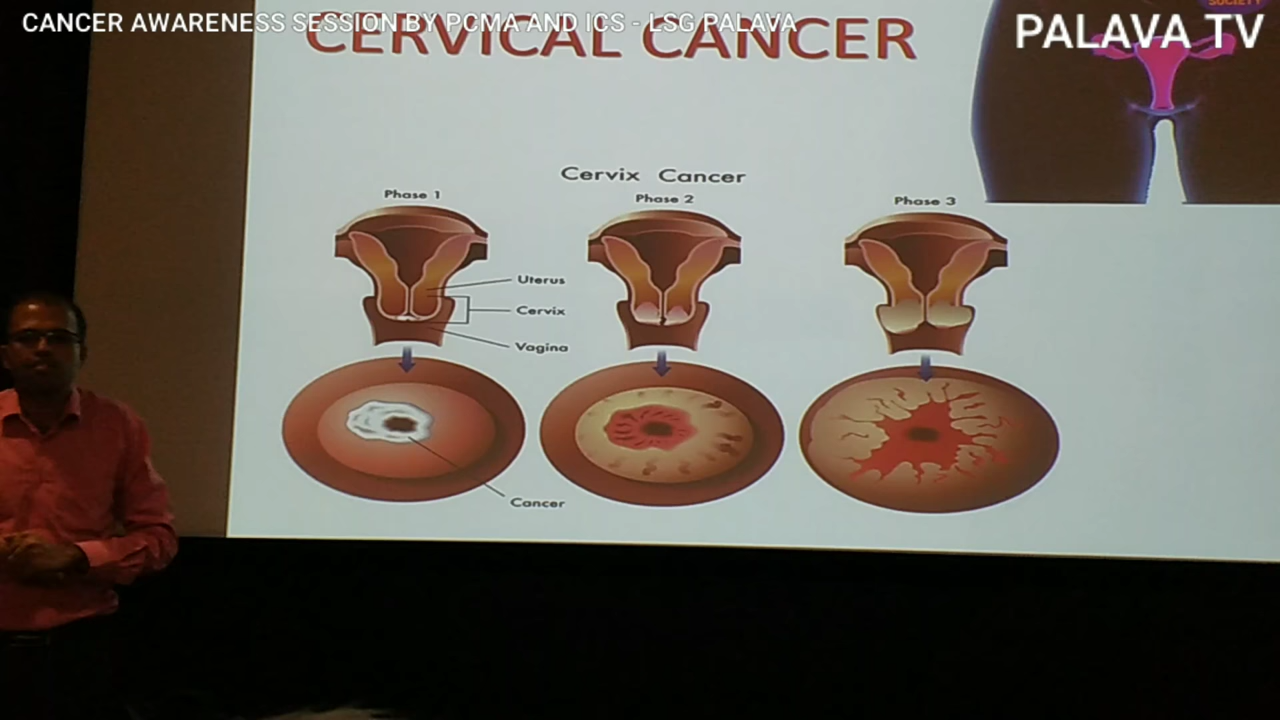 CANCER AWARENESS SESSION BY PCMA AND ICS - LSG PALAVA
PALAVA TV
SOCIETY
CERVICAL CANCER
Cervix Cancer
Phase 1
Phase 2
Phase 3
Uterus
Cervix
Vagina
Cancer